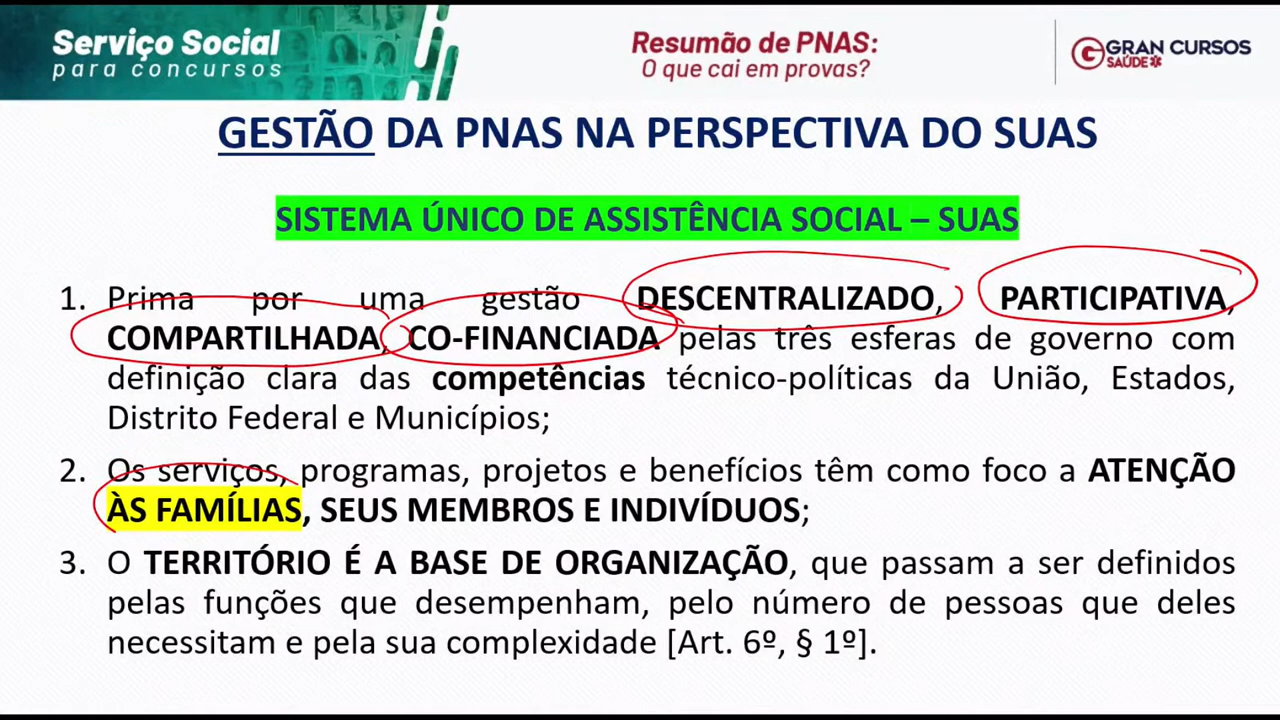 Serviço Social
para concursos
Resumão de PNAS:
O que cai em provas?
GRAN CURSOS
SAÚDE
GESTÃO DA PNAS NA PERSPECTIVA DO SUAS
SISTEMA ÚNICO DE ASSISTÊNCIA SOCIAL – SUAS
1. Prima por uma gestão DESCENTRALIZADO, PARTICIPATIVA,
COMPARTILHADA, CO-FINANCIADA pelas três esferas de governo com
definição clara das competências técnico-políticas da União, Estados,
Distrito Federal e Municípios;
2. Os serviços, programas, projetos e benefícios têm como foco a ATENÇÃO
ÀS FAMÍLIAS, SEUS MEMBROS E INDIVÍDUOS;
3. O TERRITÓRIO É A BASE DE ORGANIZAÇÃO, que passam a ser definidos
pelas funções que desempenham, pelo número de pessoas que deles
necessitam e pela sua complexidade [Art. 6º, § 1º].